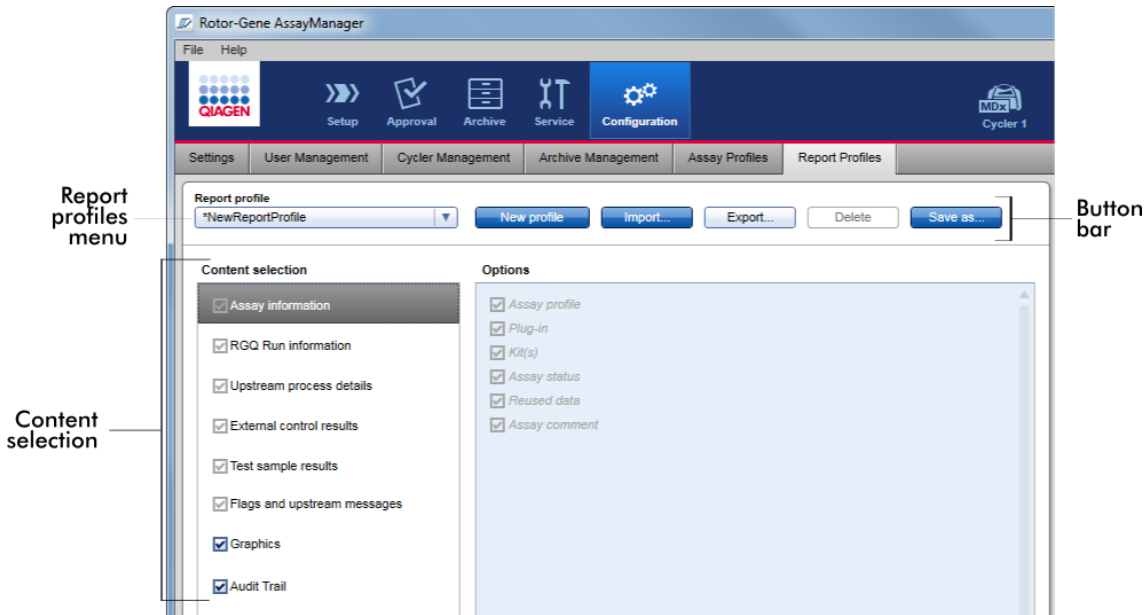 Rotor-Gene AssayManager
File Help
QIAGEN
Setup
Approval
Archive
Service
Configuration
MDx
Cycler 1
Settings
User Management
Cycler Management
Archive Management
Assay Profiles
Report Profiles
Report profiles menu
Report profile
*NewReportProfile
New profile
Import...
Export...
Delete
Save as...
Button bar
Content selection
Content selection
Assay information
RGQ Run information
Upstream process details
External control results
Test sample results
Flags and upstream messages
Graphics
Audit Trail
Options
Assay profile
Plug-in
Kit(s)
Assay status
Reused data
Assay comment